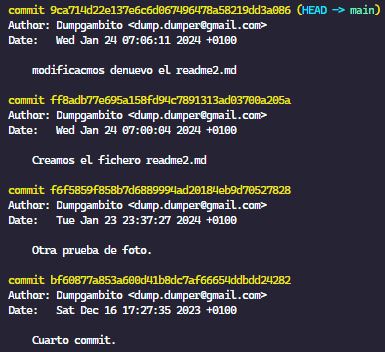 commit 9ca714d22e137e6c6d067496478a58219dd3a086 (HEAD -> main)
Author: Dumpgambito <dump.dumper@gmail.com>
Date:   Wed Jan 24 07:06:11 2024 +0100
modificacmos denuevo el readme2.md
commit ff8adb77e695a158fd94c7891313ad03700a205a
Author: Dumpgambito <dump.dumper@gmail.com>
Date:   Wed Jan 24 07:00:04 2024 +0100
Creamos el fichero readme2.md
commit f6f5859f858b7d6889994ad20184eb9d70527828
Author: Dumpgambito <dump.dumper@gmail.com>
Date:   Tue Jan 23 23:37:27 2024 +0100
Otra prueba de foto.
commit bf60877a853a600d41b8dc7af66654ddbdd24282
Author: Dumpgambito <dump.dumper@gmail.com>
Date:   Sat Dec 16 17:27:35 2023 +0100
Cuarto commit.